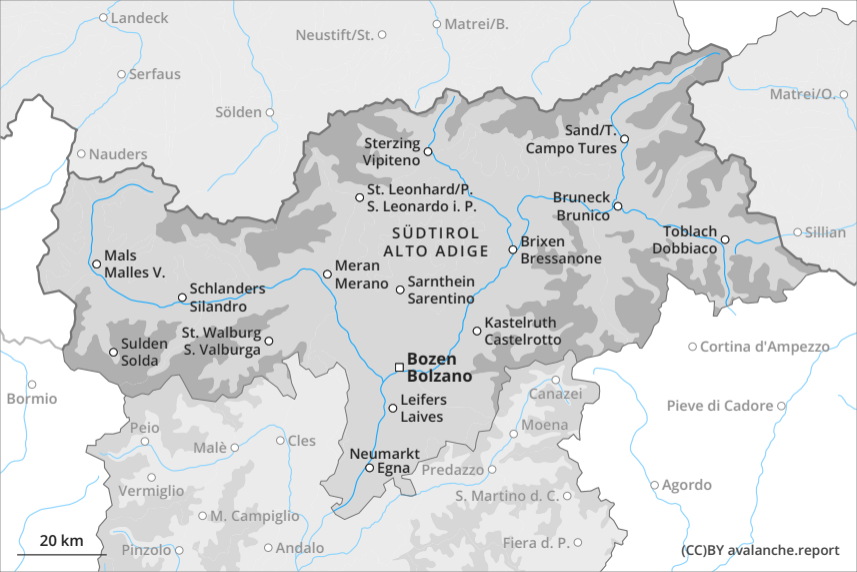 Landeck
Matrei/B.
Neustift/St.
Serfaus
Matrei/O.
Sölden
Sand/T.
Campo Tures
Sterzing
Vipiteno
Nauders
St. Leonhard/P.
S. Leonardo i. P.
Bruneck
Brunico
SÜDTIROL
ALTO ADIGE
Toblach
Dobbiaco
Sillian
Brixen
Bressanone
Mals
Malles V.
Meran
Merano
Sarnthein
Sarentino
Schlanders
Silandro
Kastelruth
Castelrotto
St. Walburg
S. Valburga
Sulden
Solda
Cortina d'Ampezzo
Bozen
Bolzano
Bormio
Canazei
Leifers
Laives
Pieve di Cadore
Peio
Moena
Cles
Malè
Neumarkt
Egna
Predazzo
Vermiglio
Agordo
S. Martino d. C.
M. Campiglio
20 km
Pinzolo
Andalo
Fiera d. P.
(CC)BY avalanche.report